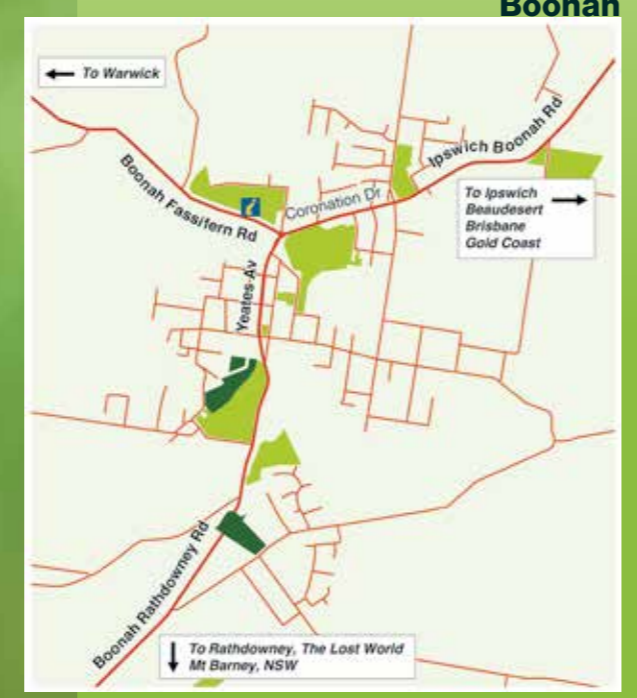 Boonah
To Warwick
Ipswich Boonah Rd
Boonah Fassifern Rd
Coronation Dr
To Ipswich
Beaudesert
Brisbane
Gold Coast
Yeates Av
Boonah Rathdowney Rd
To Rathdowney, The Lost World
Mt Barney, NSW